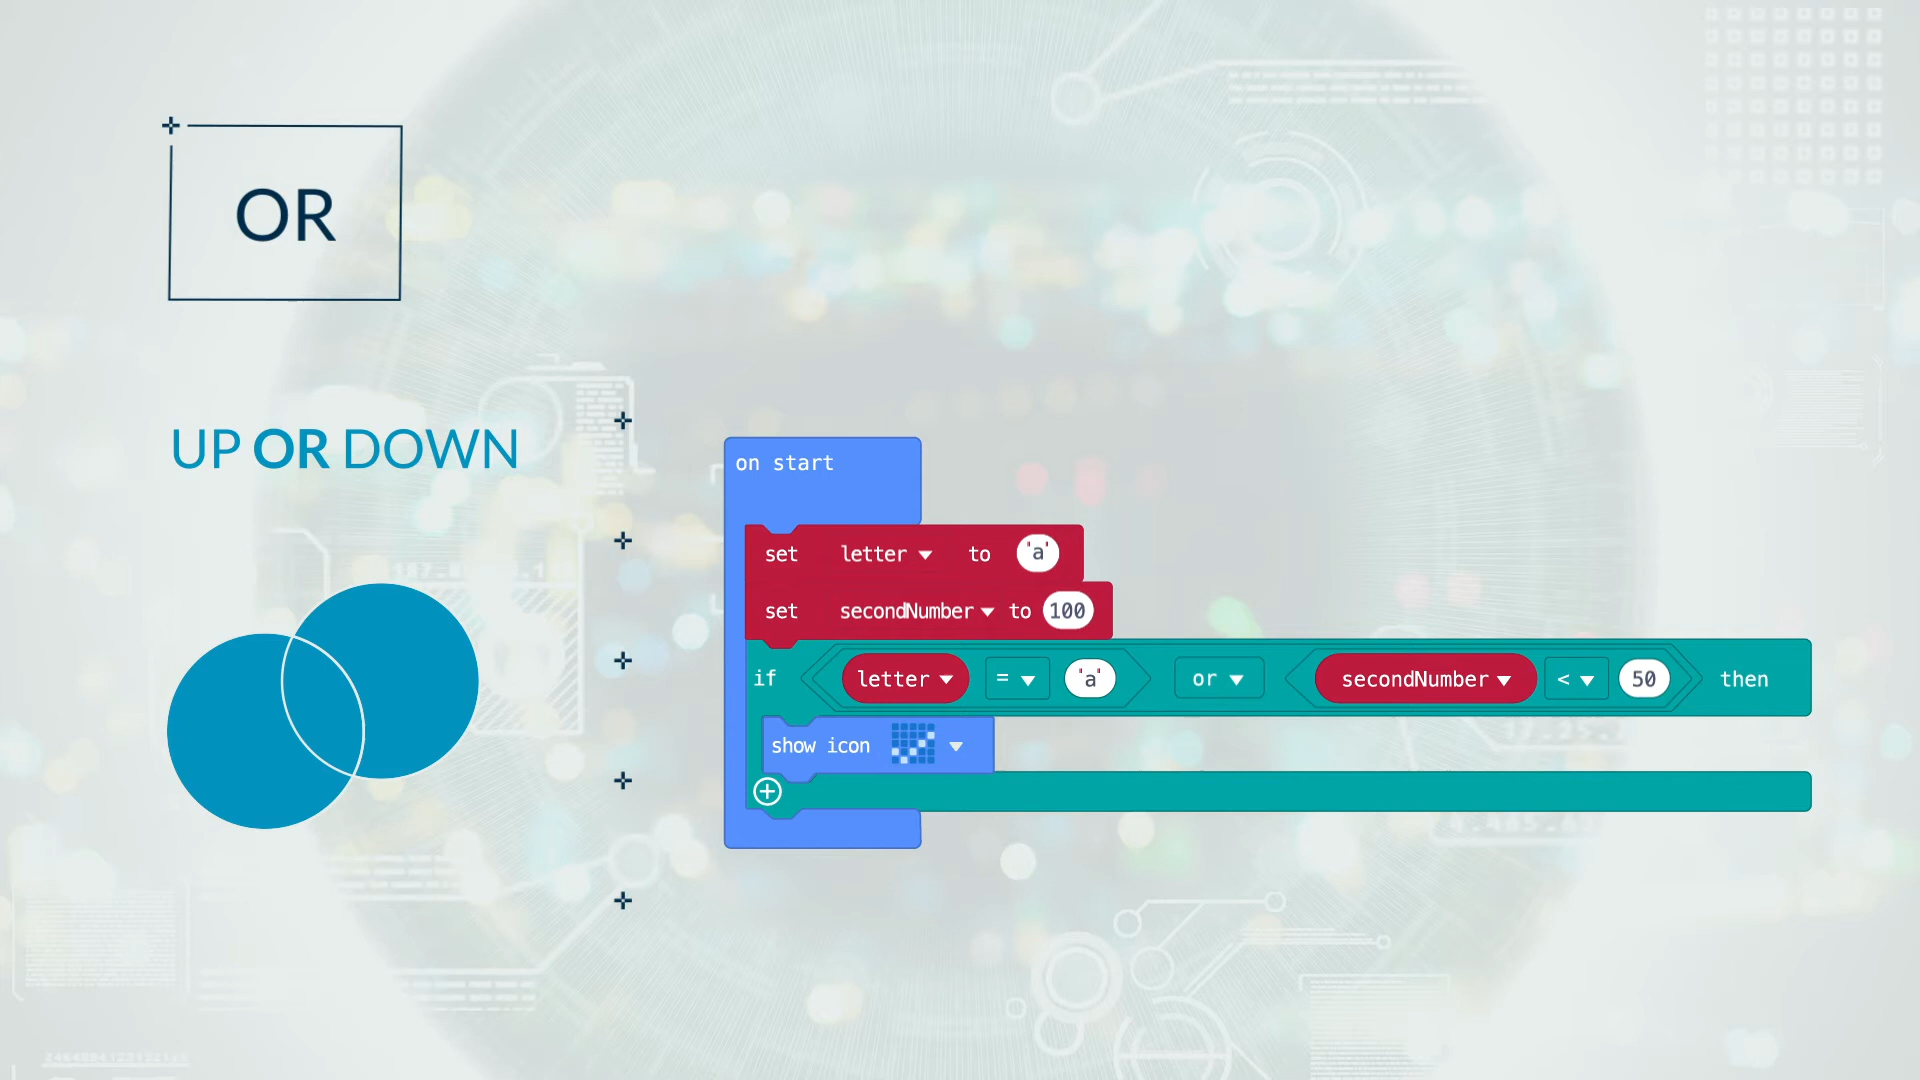 OR
UP OR DOWN
on start
set letter to 'a'
set secondNumber to 100
if letter = 'a' or secondNumber < 50 then
show icon